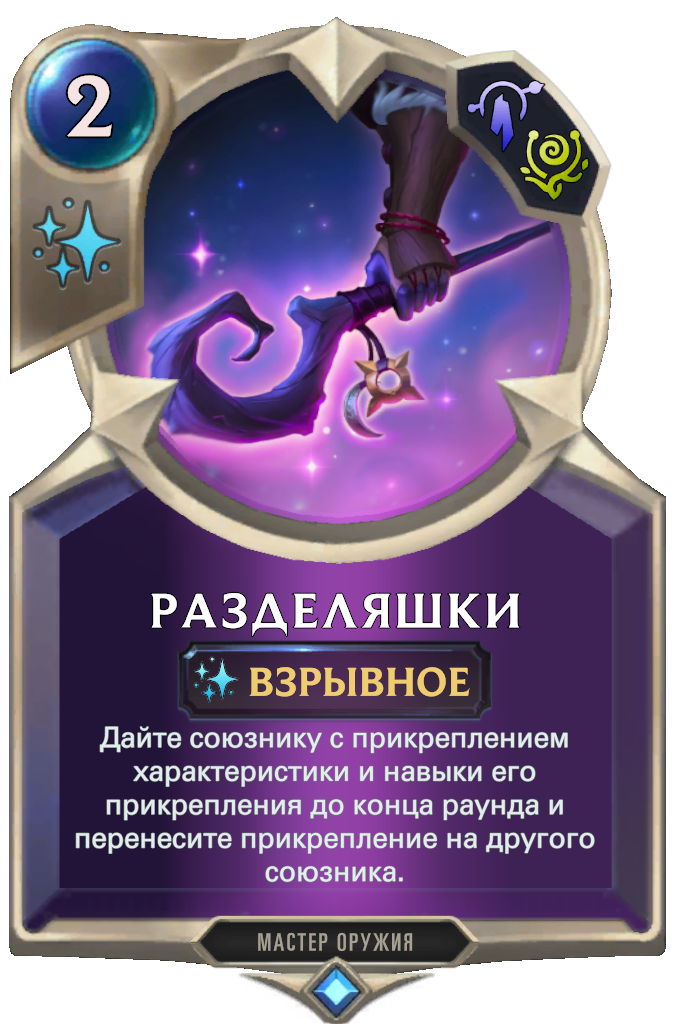 2
РАЗДЕЛЯШКИ
ВЗРЫВНОЕ
Дайте союзнику с прикреплением
характеристики и навыки его
прикрепления до конца раунда и
перенесите прикрепление на другого
союзника.
МАСТЕР ОРУЖИЯ